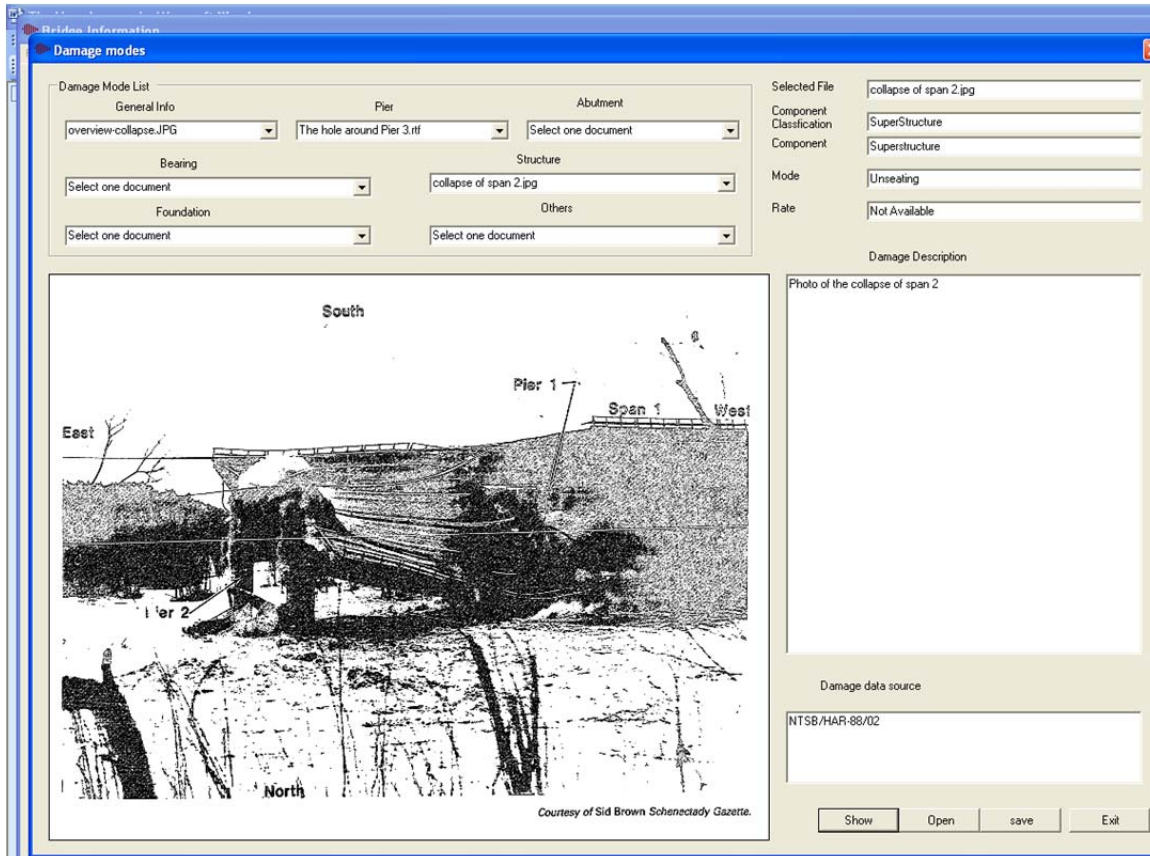 Bridge Information
Damage modes
Damage Mode List
General Info
Pier
Abutment
overview-collapse.JPG
The hole around Pier 3.rtf
Select one document
Bearing
Structure
Select one document
collapse of span 2.jpg
Foundation
Others
Select one document
Select one document
Selected File
collapse of span 2.jpg
Component
Classfication
SuperStructure
Component
Superstructure
Mode
Unseating
Rate
Not Available
Damage Description
Photo of the collapse of span 2
South
Pier 1
Span 1
West
East
ier 2
North
Courtesy of Sid Brown Schenectady Gazette.
Damage data source
NTSB/HAR-88/02
Show
Open
save
Exit